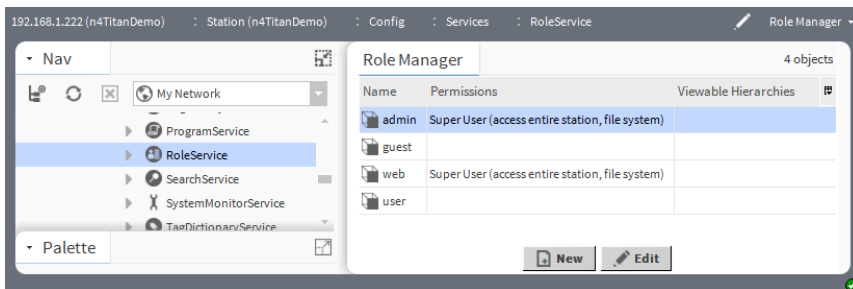 192.168.1.222 (n4TitanDemo) : Station (n4TitanDemo) : Config : Services : RoleService Role Manager
Nav
My Network
ProgramService
RoleService
SearchService
SystemMonitorService
TagDictionaryService
Palette
Role Manager 4 objects
Name Permissions Viewable Hierarchies
admin Super User (access entire station, file system)
guest
web Super User (access entire station, file system)
user
New Edit